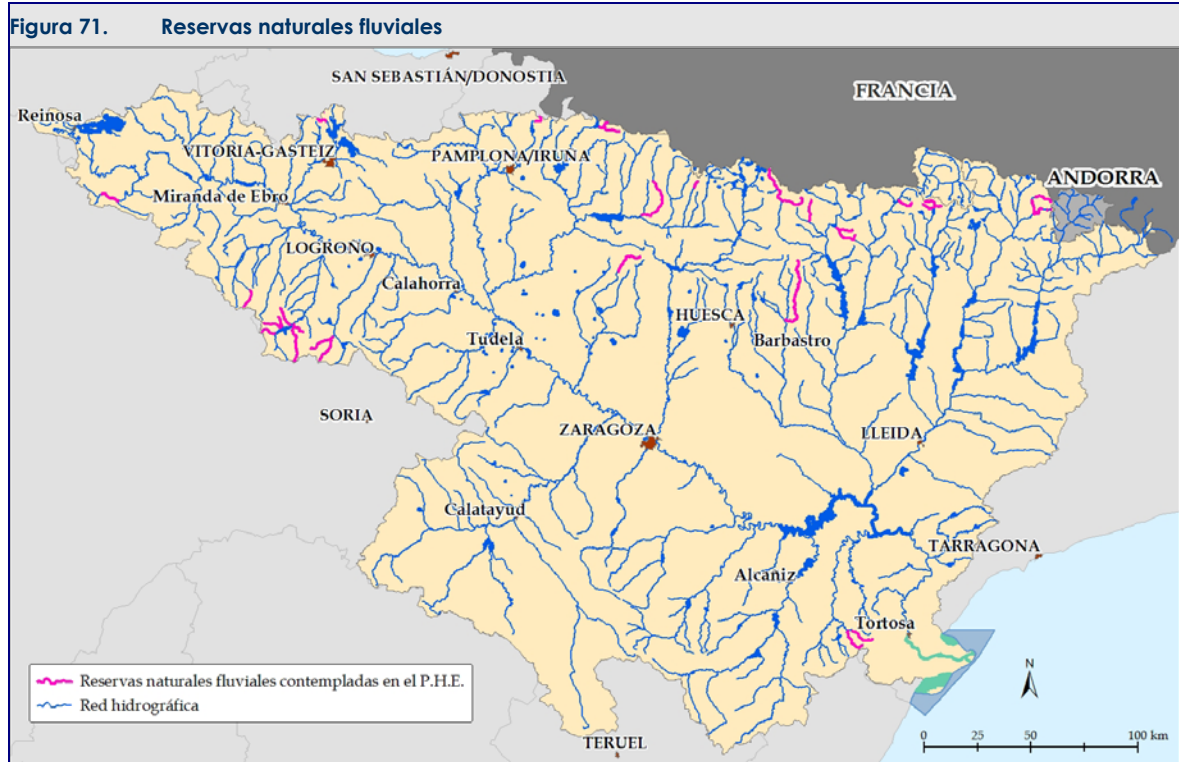 Figura 71. Reservas naturales fluviales
SAN SEBASTIÁN/DONOSTIA
FRANCIA
Reinosa
VITORIA-GASTEIZ
PAMPLONA/IRUÑA
ANDORRA
Miranda de Ebro
LOGROÑO
Calahorra
HUESCA
Tudela
Barbastro
SORIA
ZARAGOZA
LLEIDA
Calatayud
TARRAGONA
Alcañiz
Tortosa
N
Reservas naturales fluviales contempladas en el P.H.E.
Red hidrográfica
TERUEL
0 25 50 100 km